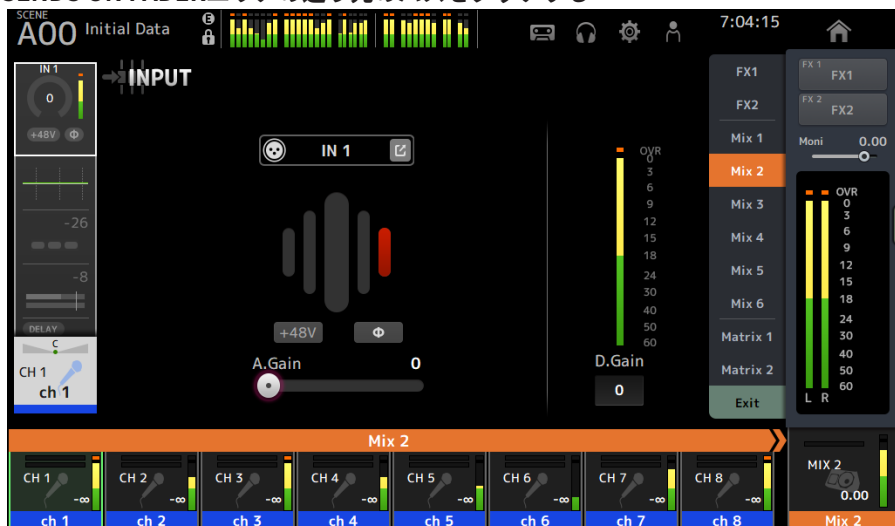 SCENE
A00 Initial Data
E
7:04:15
IN 1
0
+48V Φ
-26
-8
DELAY
C
CH 1
ch 1
INPUT
IN 1
+48V
Φ
A.Gain 0
OVR
0
3
6
9
12
15
18
24
30
40
50
60
D.Gain
0
FX1
FX2
Mix 1
Mix 2
Mix 3
Mix 4
Mix 5
Mix 6
Matrix 1
Matrix 2
Exit
FX 1
FX1
FX 2
FX2
Moni 0.00
OVR
0
3
6
9
12
15
18
24
30
40
50
60
L R
Mix 2
CH 1 CH 2 CH 3 CH 4 CH 5 CH 6 CH 7 CH 8
-∞ -∞ -∞ -∞ -∞ -∞ -∞ -∞
ch 1 ch 2 ch 3 ch 4 ch 5 ch 6 ch 7 ch 8
MIX 2
0.00
Mix 2